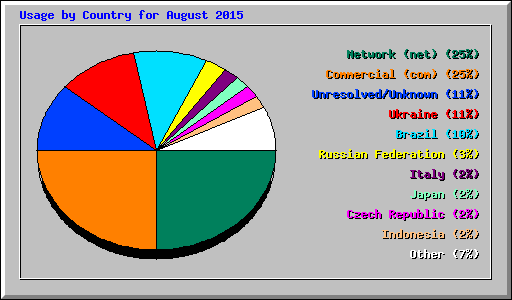 Usage by Country for August 2015
Network (net) (25%)
Commercial (com) (25%)
Unresolved/Unknown (11%)
Ukraine (11%)
Brazil (10%)
Russian Federation (3%)
Italy (2%)
Japan (2%)
Czech Republic (2%)
Indonesia (2%)
Other (7%)